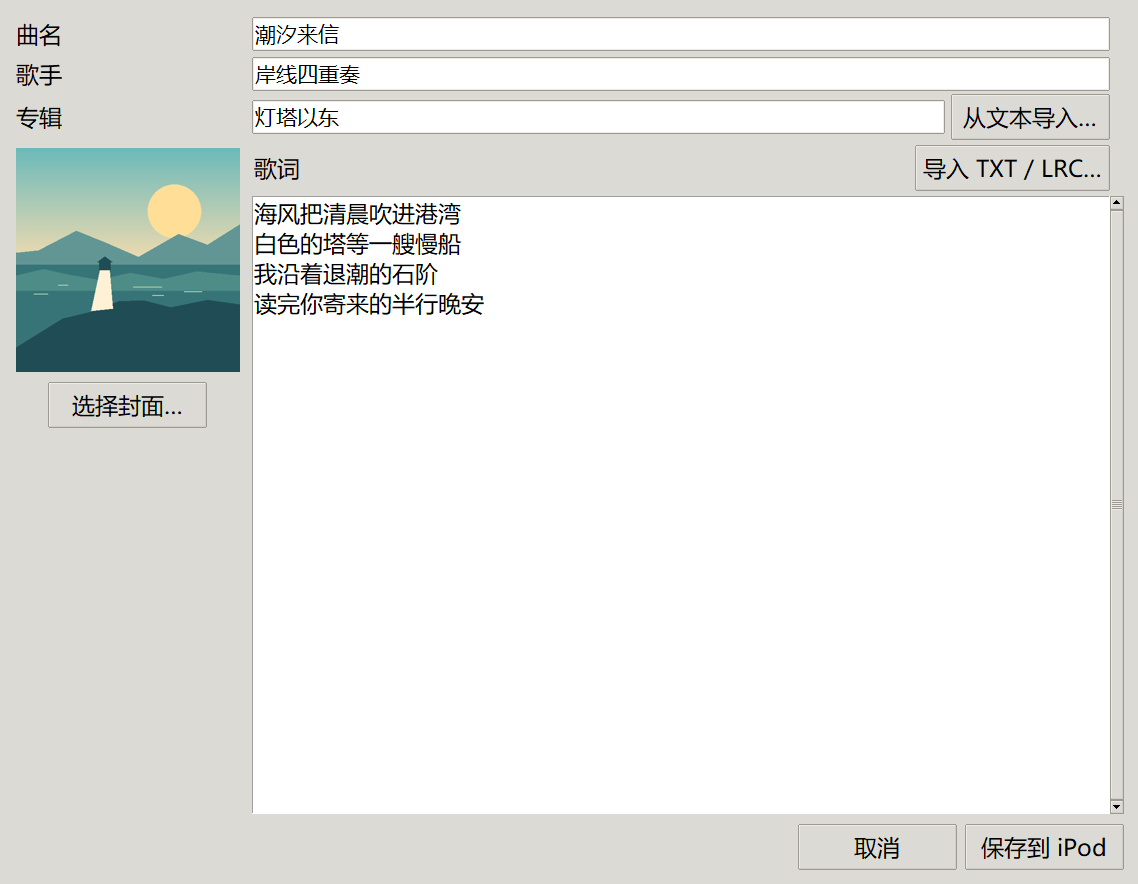 曲名
潮汐来信
歌手
岸线四重奏
专辑
灯塔以东
从文本导入...
歌词
导入 TXT / LRC...
海风把清晨吹进港湾
白色的塔等一艘慢船
我沿着退潮的石阶
读完你寄来的半行晚安
选择封面...
取消
保存到 iPod